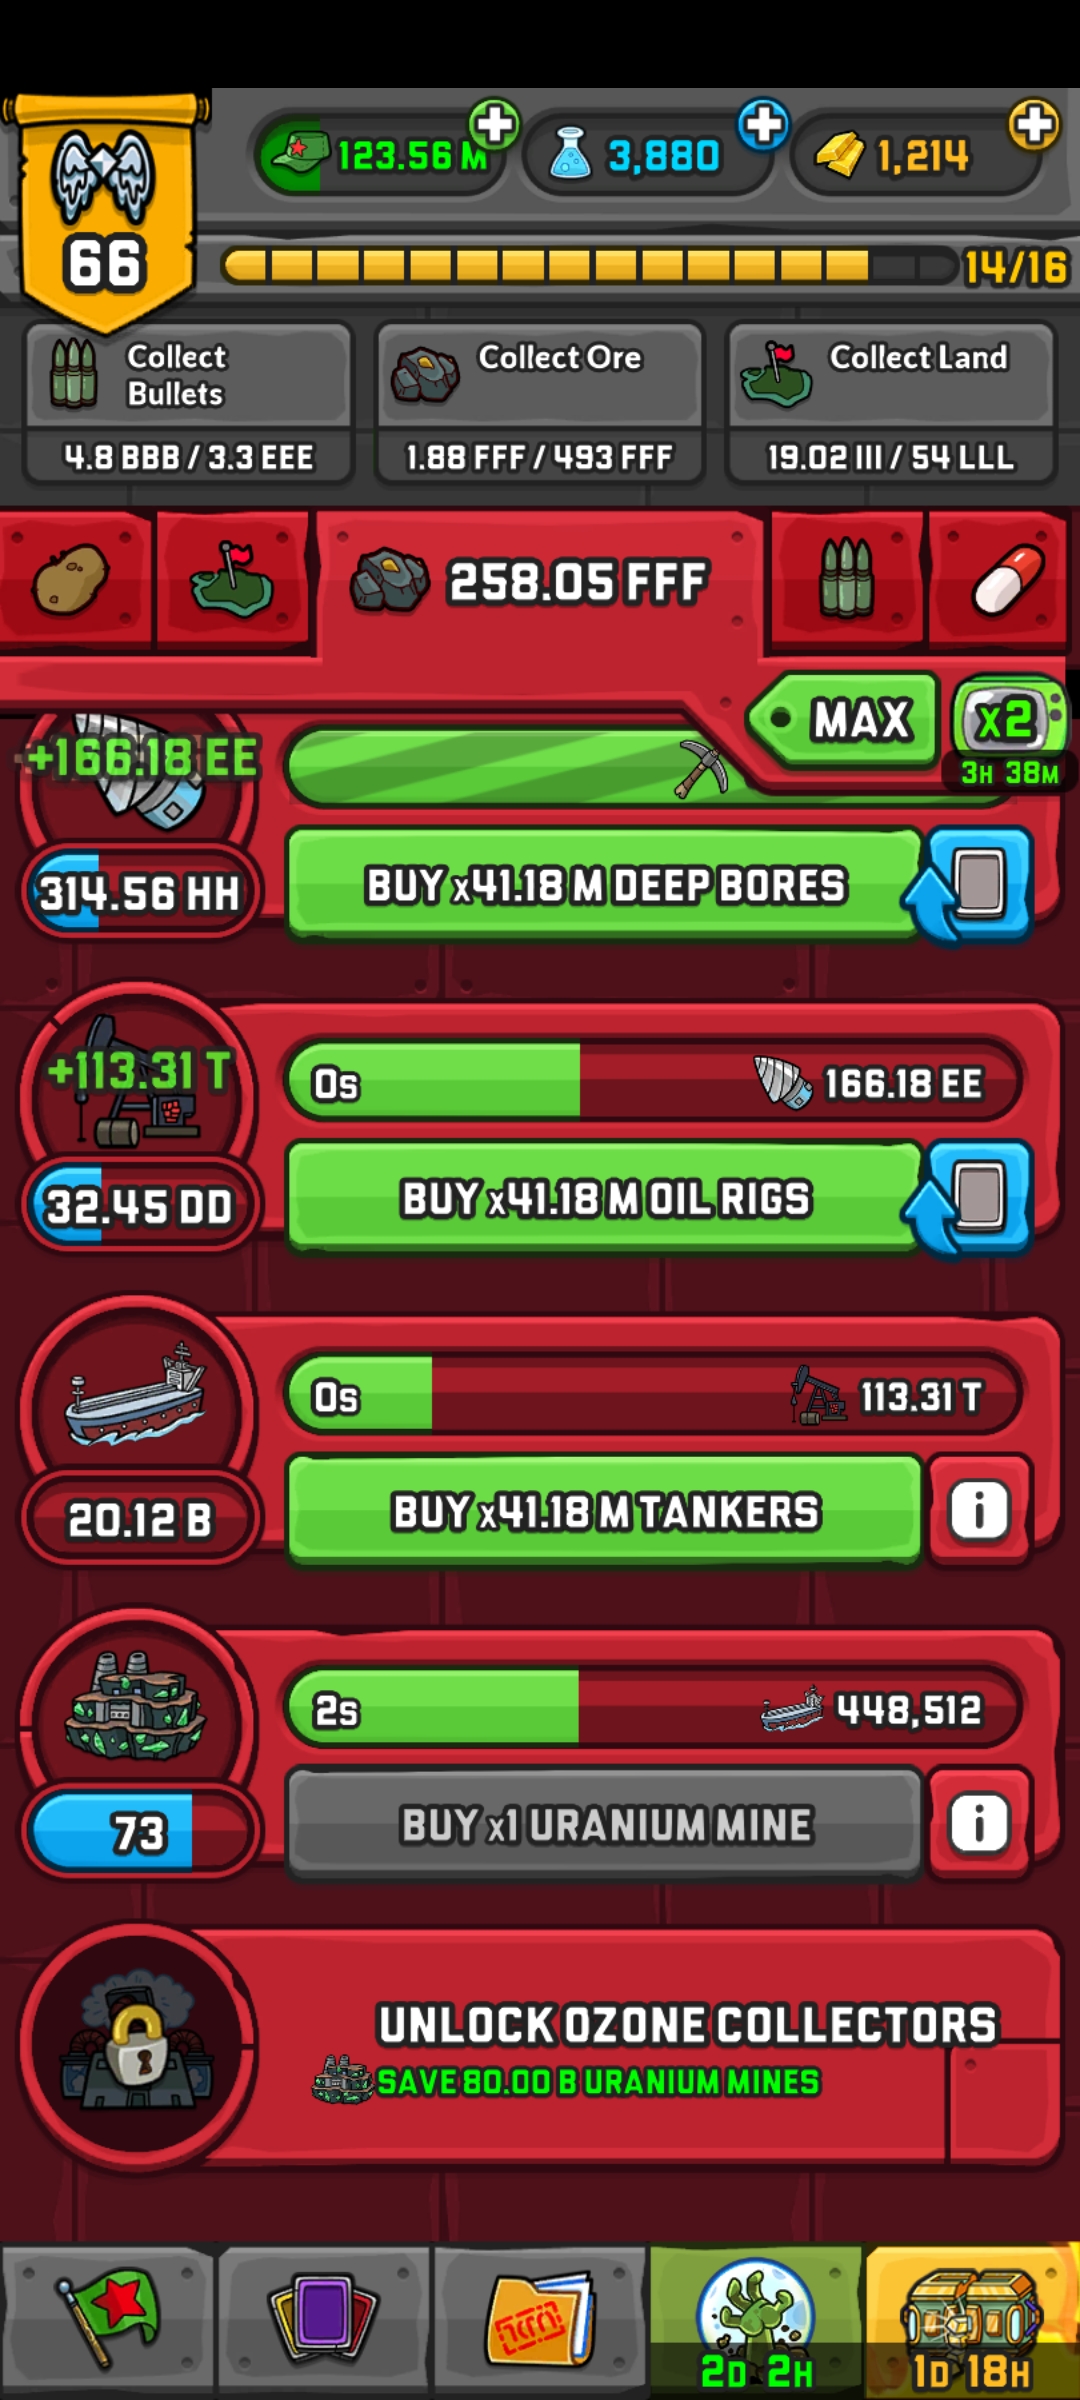 123.56 M
3,880
1,214
66
14/16
Collect
Bullets
4.8 BBB / 3.3 EEE
Collect Ore
1.88 FFF / 493 FFF
Collect Land
19.02 III / 54 LLL
258.05 FFF
MAX
x2
3H 38M
+166.18 EE
314.56 HH
BUY x41.18 M DEEP BORES
+113.31 T
0s
166.18 EE
32.45 DD
BUY x41.18 M OIL RIGS
0s
113.31 T
20.12 B
BUY x41.18 M TANKERS
i
2s
448,512
73
BUY x1 URANIUM MINE
i
UNLOCK OZONE COLLECTORS
SAVE 80.00 B URANIUM MINES
2D 2H
1D 18H